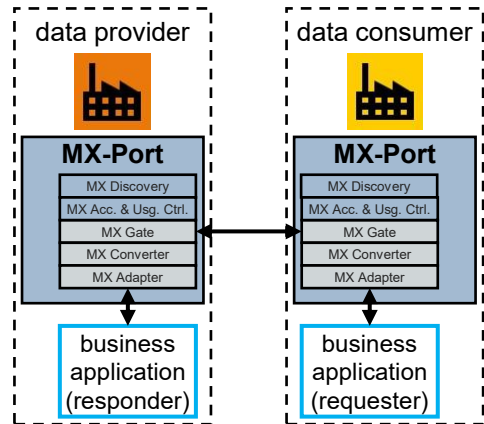 data provider
MX-Port
MX Discovery
MX Acc. & Usg. Ctrl.
MX Gate
MX Converter
MX Adapter
business
application
(responder)
data consumer
MX-Port
MX Discovery
MX Acc. & Usg. Ctrl.
MX Gate
MX Converter
MX Adapter
business
application
(requester)